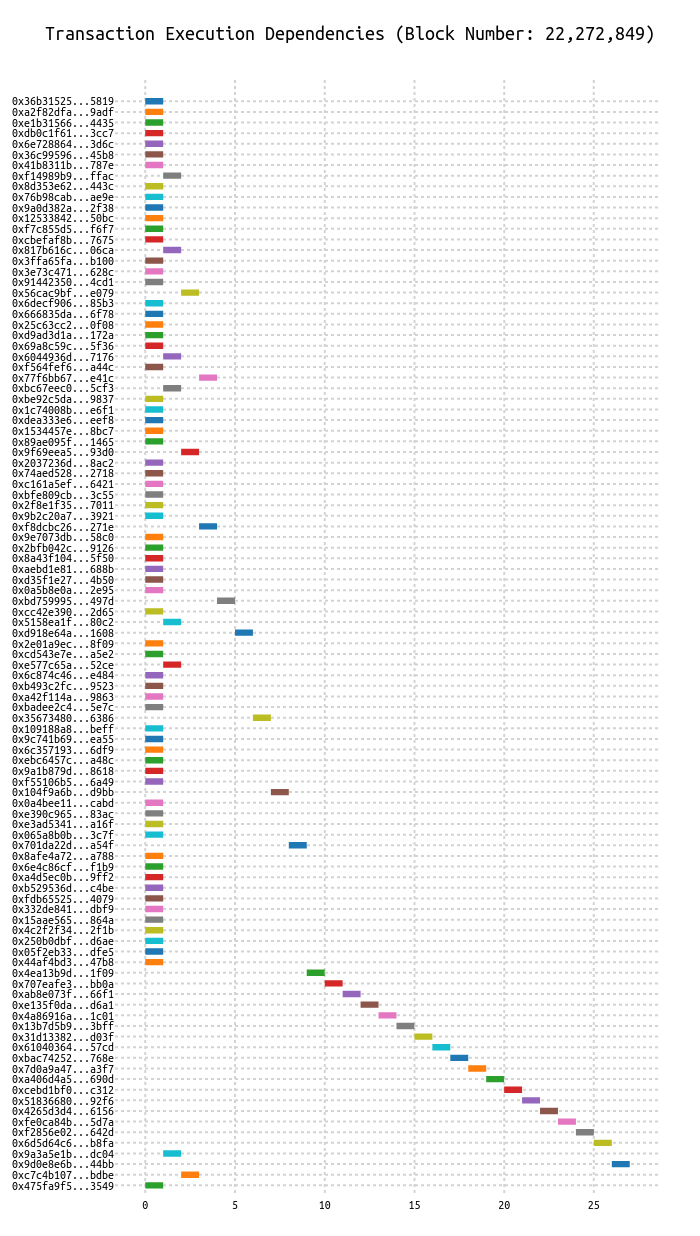 Transaction Execution Dependencies (Block Number: 22,272,849)
0x36b31525...5819
0xa2f82dfa...9adf
0xe1b31566...4435
0xdb0c1f61...3cc7
0x6e728864...3d6c
0x36c99596...45b8
0x41b8311b...787e
0xf14989b9...ffac
0x8d353e62...443c
0x76b98cab...ae9e
0x9a0d382a...2f38
0x12533842...50bc
0xf7c855d5...f6f7
0xcbefaf8b...7675
0x817b616c...06ca
0x3ffa65fa...b100
0x3e73c471...628c
0x91442350...4cd1
0x56cac9bf...e079
0x6decf906...85b3
0x666835da...6f78
0x25c63cc2...0f08
0xd9ad3d1a...172a
0x69a8c59c...5f36
0x6044936d...7176
0xf564fef6...a44c
0x77f6bb67...e41c
0xbc67eec0...5cf3
0xbe92c5da...9837
0x1c74008b...e6f1
0xdea333e6...eef8
0x1534457e...8bc7
0x89ae095f...1465
0x9f69eea5...93d0
0x2037236d...8ac2
0x74aed528...2718
0xc161a5ef...6421
0xbfe809cb...3c55
0x2f8e1f35...7011
0x9b2c20a7...3921
0xf8dcbc26...271e
0x9e7073db...58c0
0x2bfb042c...9126
0x8a43f104...5f50
0xaebd1e81...688b
0xd35f1e27...4b50
0x0a5b8e0a...2e95
0xbd759995...497d
0xcc42e390...2d65
0x5158ea1f...80c2
0xd918e64a...1608
0x2e01a9ec...8f09
0xcd543e7e...a5e2
0xe577c65a...52ce
0x6c874c46...e484
0xb493c2fc...9523
0xa42f114a...9863
0xbadee2c4...5e7c
0x35673480...6386
0x109188a8...beff
0x9c741b69...ea55
0x6c357193...6df9
0xebc6457c...a48c
0x9a1b879d...8618
0xf55106b5...6a49
0x104f9a6b...d9bb
0x0a4bee11...cabd
0xe390c965...83ac
0xe3ad5341...a16f
0x065a8b0b...3c7f
0x701da22d...a54f
0x8afe4a72...a788
0x6e4c86cf...f1b9
0xa4d5ec0b...9ff2
0xb529536d...c4be
0xfdb65525...4079
0x332de841...dbf9
0x15aae565...864a
0x4c2f2f34...2f1b
0x250b0dbf...d6ae
0x05f2eb33...dfe5
0x44af4bd3...47b8
0x4ea13b9d...1f09
0x707eafe3...bb0a
0xab8e073f...66f1
0xe135f0da...d6a1
0x4a86916a...1c01
0x13b7d5b9...3bff
0x31d13382...d03f
0x61040364...57cd
0xbac74252...768e
0x7d0a9a47...a3f7
0xa406d4a5...690d
0xcebd1bf0...c312
0x51836680...92f6
0x4265d3d4...6156
0xfe0ca84b...5d7a
0xf2856e02...642d
0x6d5d64c6...b8fa
0x9a3a5e1b...dc04
0x9d0e8e6b...44bb
0xc7c4b107...bdbe
0x475fa9f5...3549
0 5 10 15 20 25